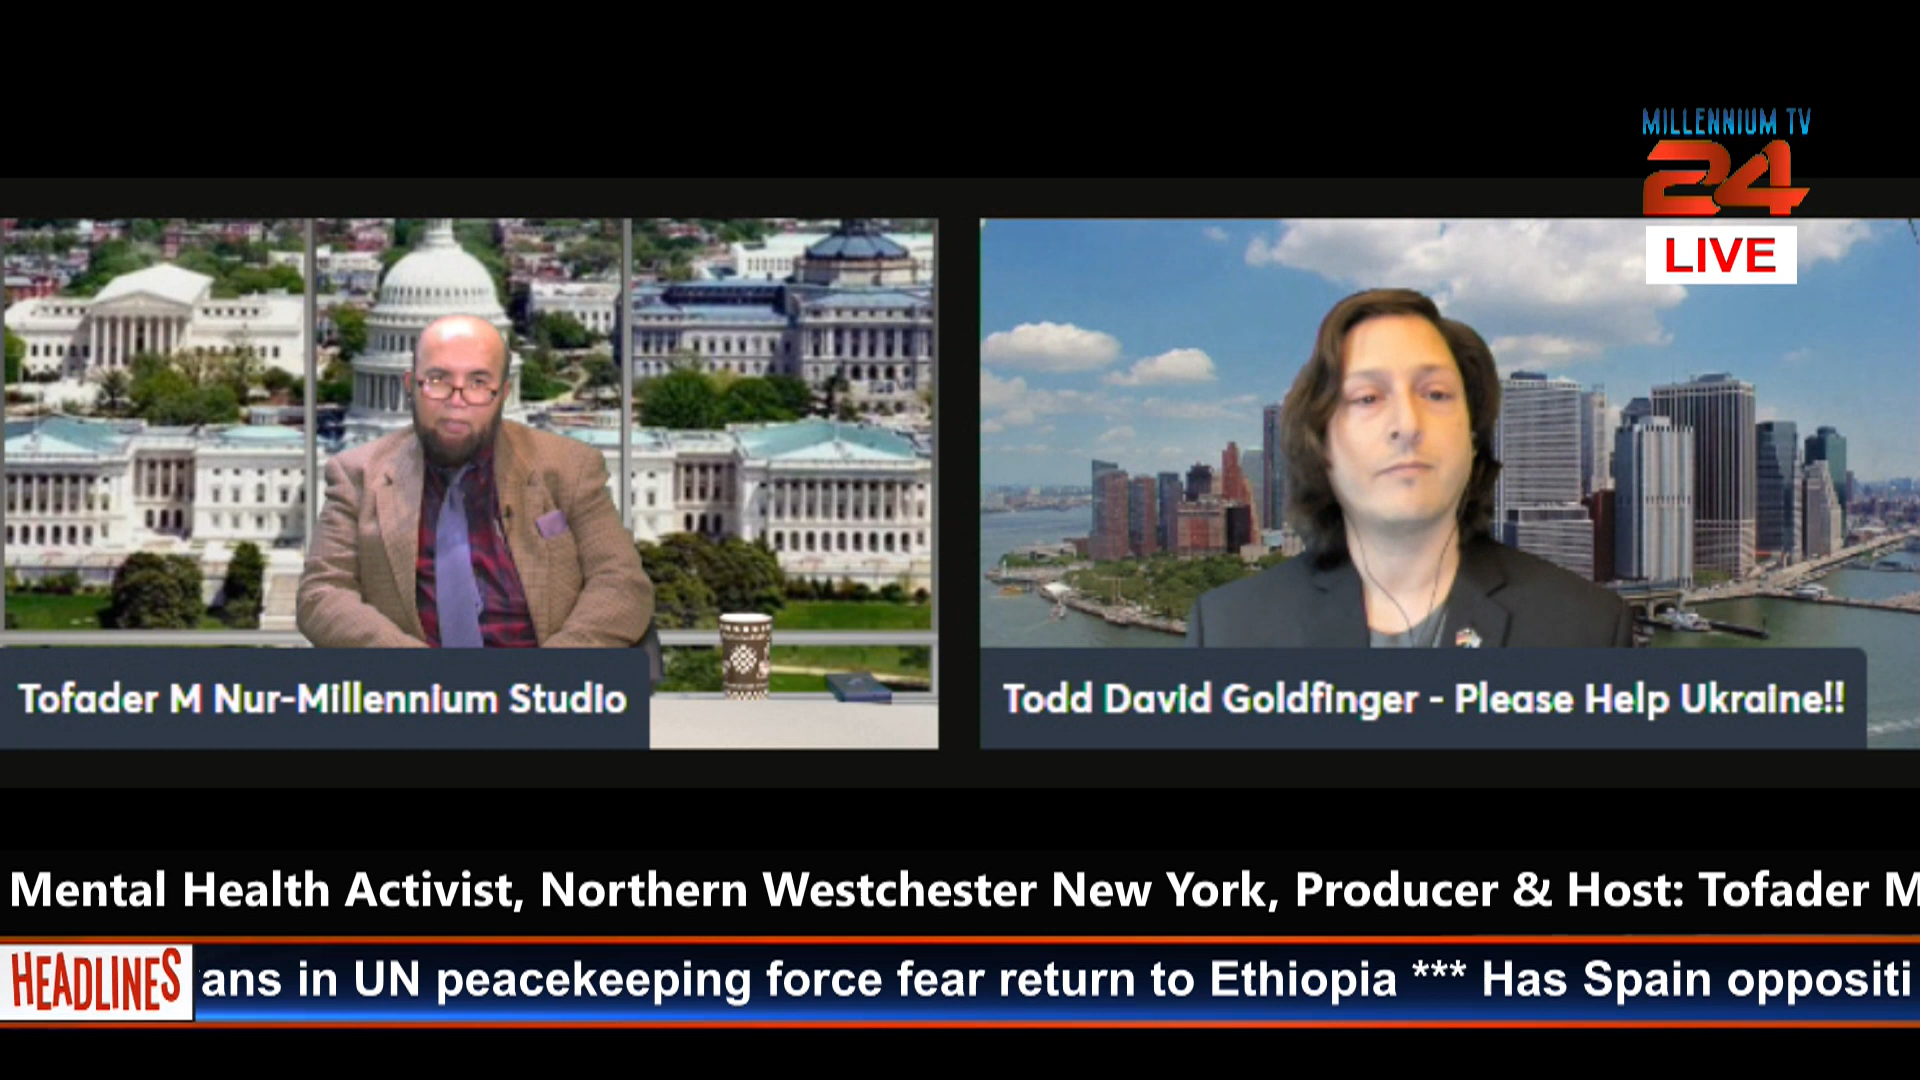 MILLENNIUM TV
24
LIVE
Tofader M Nur-Millennium Studio
Todd David Goldfinger - Please Help Ukraine!!
Mental Health Activist, Northern Westchester New York, Producer & Host: Tofader M
HEADLINES
ans in UN peacekeeping force fear return to Ethiopia *** Has Spain oppositi